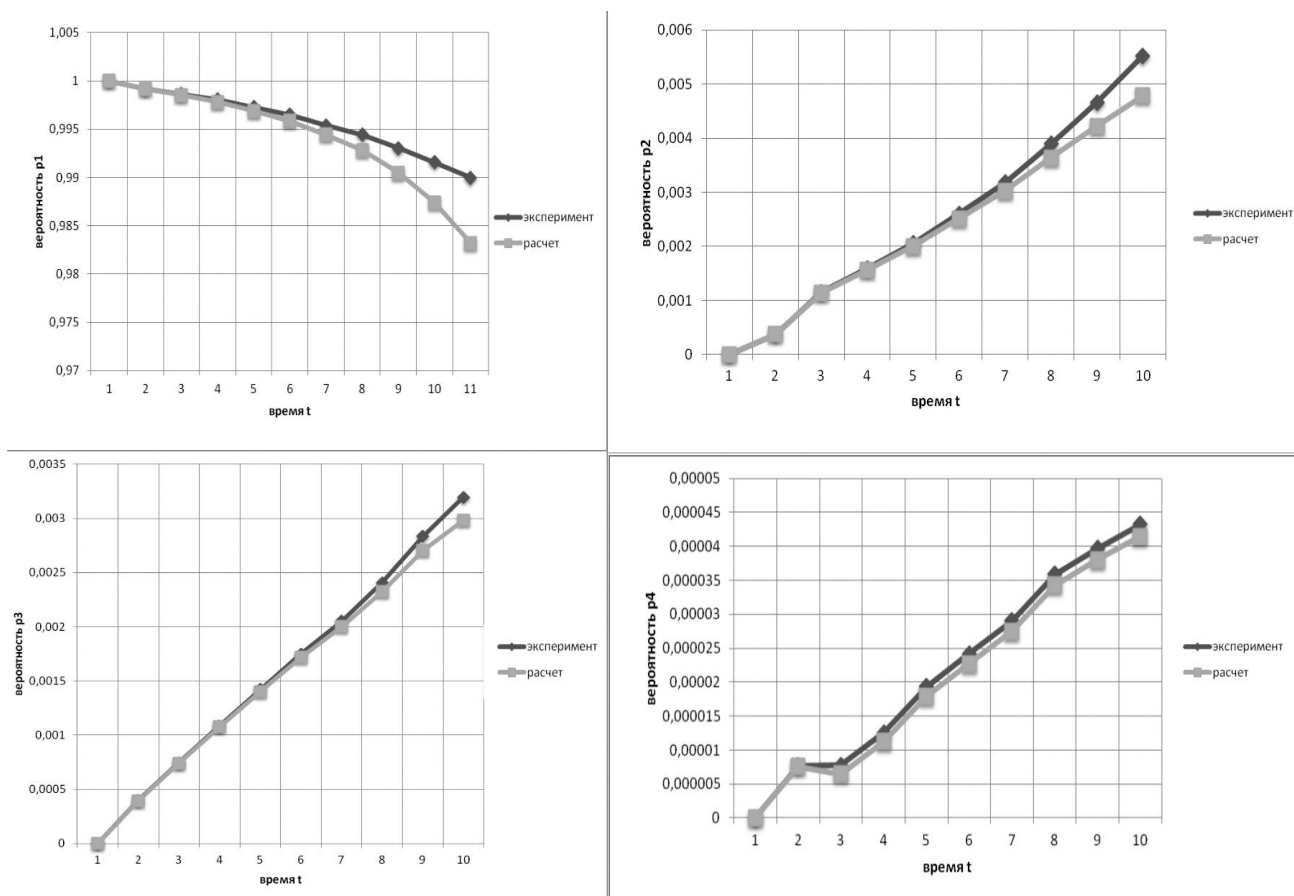 1,005
1
0,995
0,99
0,985
0,98
0,975
0,97
вероятность p1
1 2 3 4 5 6 7 8 9 10 11
время t
эксперимент
расчет
0,006
0,005
0,004
0,003
0,002
0,001
0
вероятность p2
1 2 3 4 5 6 7 8 9 10
время t
эксперимент
расчет
0,0035
0,003
0,0025
0,002
0,0015
0,001
0,0005
0
вероятность p3
1 2 3 4 5 6 7 8 9 10
время t
эксперимент
расчет
0,00005
0,000045
0,00004
0,000035
0,00003
0,000025
0,00002
0,000015
0,00001
0,000005
0
вероятность p4
1 2 3 4 5 6 7 8 9 10
время t
эксперимент
расчет